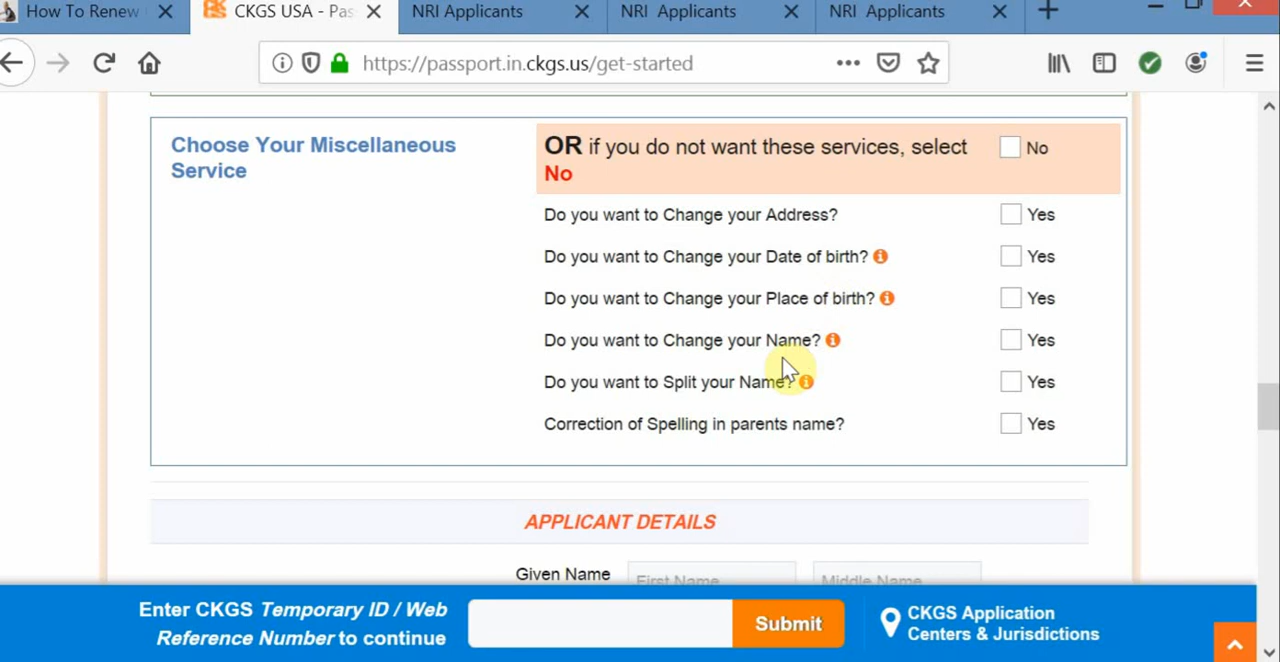 How To Renew
CKGS USA - Pas
NRI Applicants
NRI Applicants
NRI Applicants
https://passport.in.ckgs.us/get-started
Choose Your Miscellaneous
Service
OR if you do not want these services, select
No
No
Do you want to Change your Address?
Yes
Do you want to Change your Date of birth?
Yes
Do you want to Change your Place of birth?
Yes
Do you want to Change your Name?
Yes
Do you want to Split your Name?
Yes
Correction of Spelling in parents name?
Yes
APPLICANT DETAILS
Given Name
First Name
Middle Name
Enter CKGS Temporary ID / Web
Reference Number to continue
Submit
CKGS Application
Centers & Jurisdictions